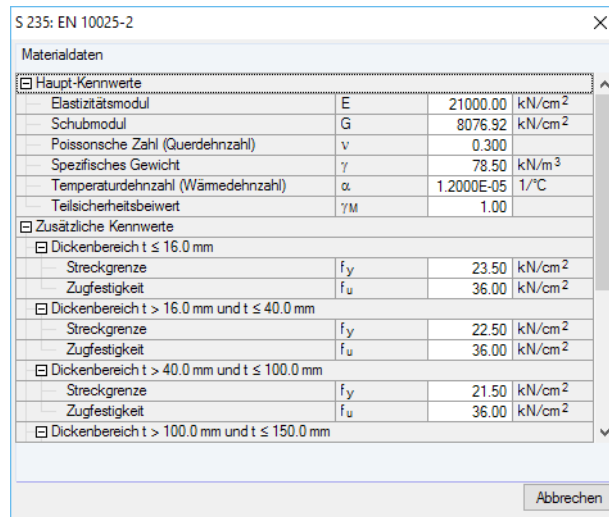 S 235: EN 10025-2
Materialdaten
Haupt-Kennwerte
Elastizitätsmodul E 21000.00 kN/cm²
Schubmodul G 8076.92 kN/cm²
Poissonsche Zahl (Querdehnzahl) ν 0.300
Spezifisches Gewicht γ 78.50 kN/m³
Temperaturdehnzahl (Wärmedehnzahl) α 1.2000E-05 1/°C
Teilsicherheitsbeiwert γM 1.00
Zusätzliche Kennwerte
Dickenbereich t ≤ 16.0 mm
Streckgrenze fy 23.50 kN/cm²
Zugfestigkeit fu 36.00 kN/cm²
Dickenbereich t > 16.0 mm und t ≤ 40.0 mm
Streckgrenze fy 22.50 kN/cm²
Zugfestigkeit fu 36.00 kN/cm²
Dickenbereich t > 40.0 mm und t ≤ 100.0 mm
Streckgrenze fy 21.50 kN/cm²
Zugfestigkeit fu 36.00 kN/cm²
Dickenbereich t > 100.0 mm und t ≤ 150.0 mm
Abbrechen